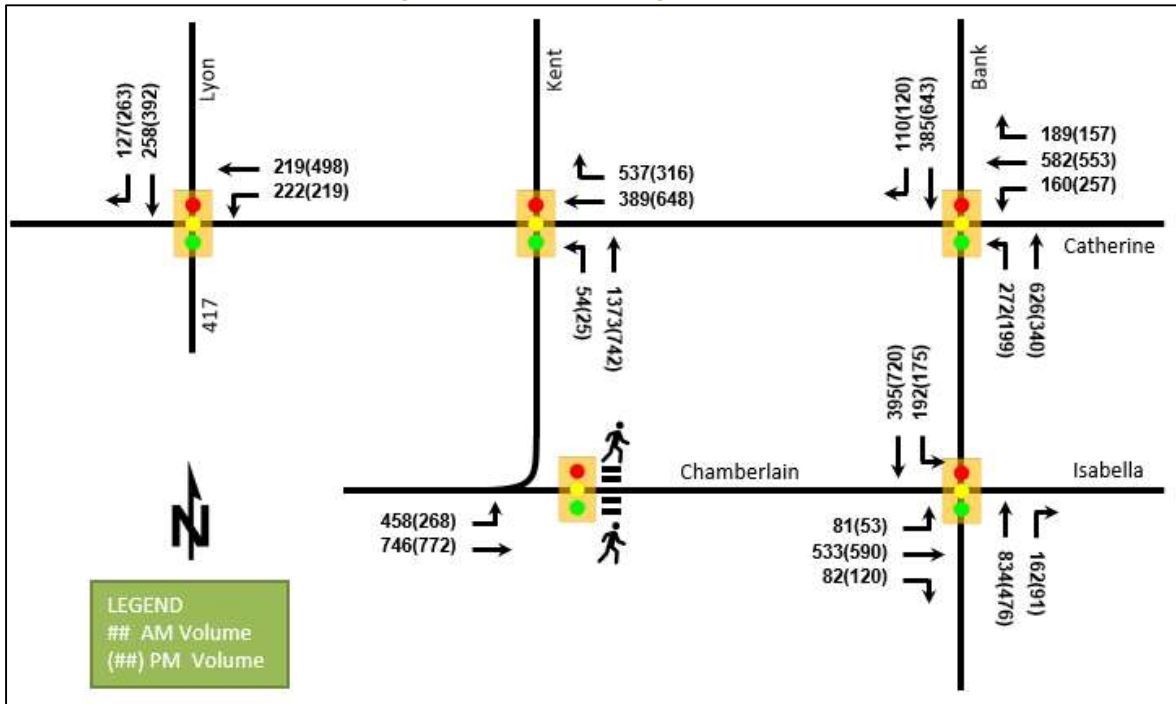 Lyon
Kent
Bank
127(263)
258(392)
219(498)
222(219)
537(316)
389(648)
110(120)
385(643)
189(157)
582(553)
160(257)
Catherine
417
54(25)
1373(742)
272(199)
626(340)
395(720)
192(175)
Chamberlain
Isabella
N
458(268)
746(772)
81(53)
533(590)
82(120)
834(476)
162(91)
LEGEND
## AM Volume
(##) PM Volume